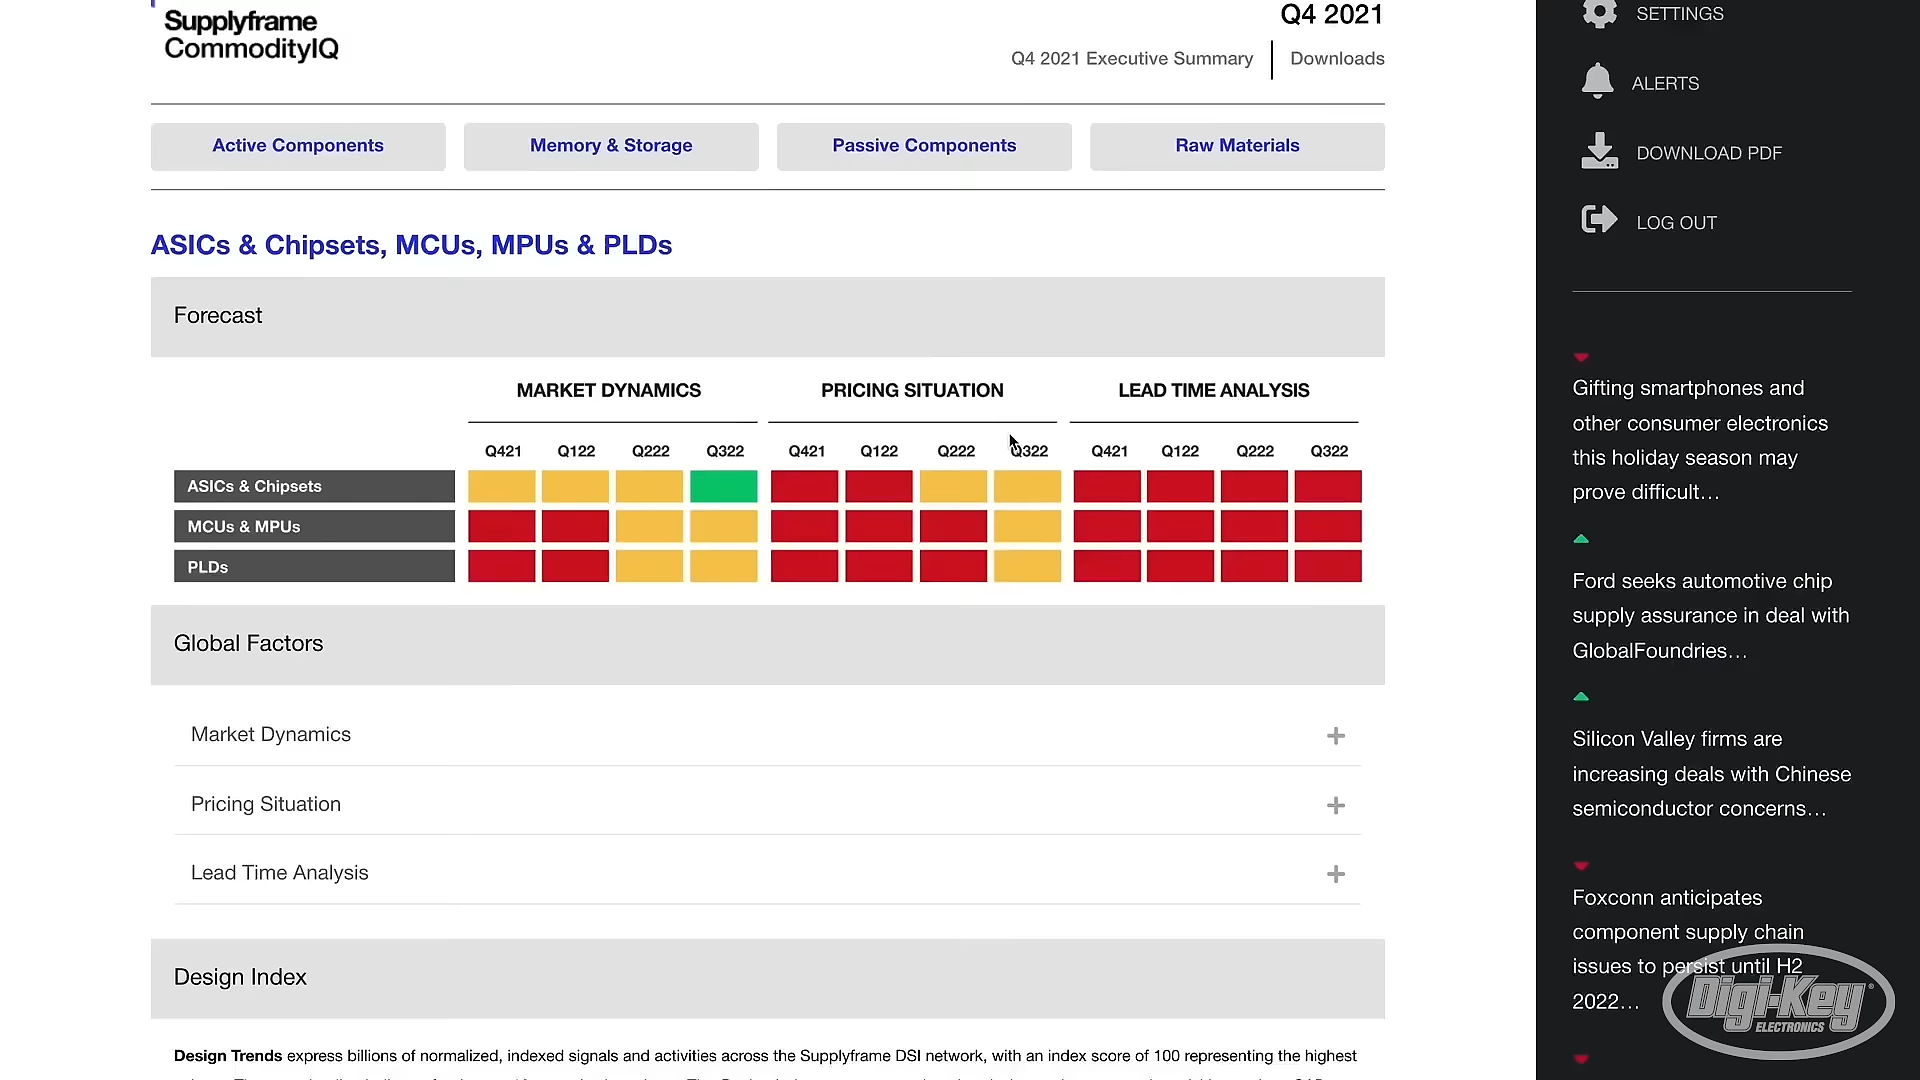 Supplyframe
CommodityIQ
Q4 2021
Q4 2021 Executive Summary
Downloads
Active Components
Memory & Storage
Passive Components
Raw Materials
ASICs & Chipsets, MCUs, MPUs & PLDs
Forecast
MARKET DYNAMICS
PRICING SITUATION
LEAD TIME ANALYSIS
Q421 Q122 Q222 Q322 Q421 Q122 Q222 Q322 Q421 Q122 Q222 Q322
ASICs & Chipsets
MCUs & MPUs
PLDs
Global Factors
Market Dynamics
Pricing Situation
Lead Time Analysis
Design Index
Design Trends express billions of normalized, indexed signals and activities across the Supplyframe DSI network, with an index score of 100 representing the highest
SETTINGS
ALERTS
DOWNLOAD PDF
LOG OUT
Gifting smartphones and
other consumer electronics
this holiday season may
prove difficult…
Ford seeks automotive chip
supply assurance in deal with
GlobalFoundries…
Silicon Valley firms are
increasing deals with Chinese
semiconductor concerns…
Foxconn anticipates
component supply chain
issues to persist until H2
2022…
Digi-Key®
ELECTRONICS